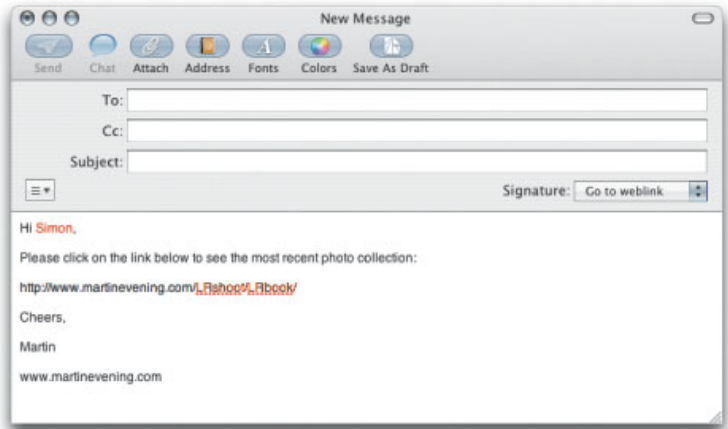 New Message
Send Chat Attach Address Fonts Colors Save As Draft
To:
Cc:
Subject:
Signature: Go to weblink
Hi Simon,
Please click on the link below to see the most recent photo collection:
http://www.martinevening.com/LRshoot/LRbook/
Cheers,
Martin
www.martinevening.com